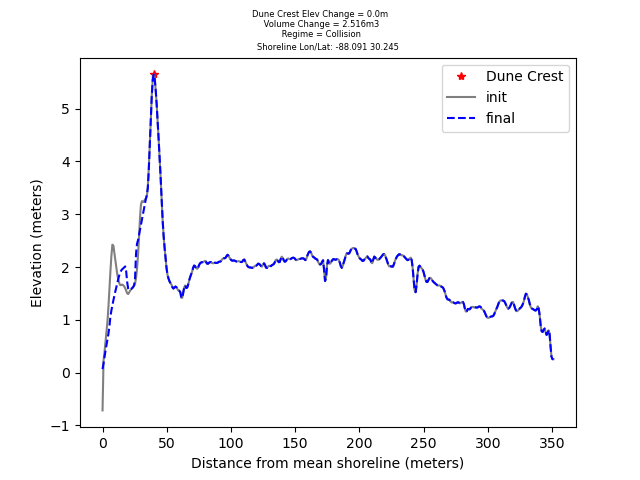 Dune Crest Elev Change = 0.0m
Volume Change = 2.516m3
Regime = Collision
Shoreline Lon/Lat: -88.091 30.245
Dune Crest
init
final
5
4
3
2
1
0
−1
Elevation (meters)
0 50 100 150 200 250 300 350
Distance from mean shoreline (meters)